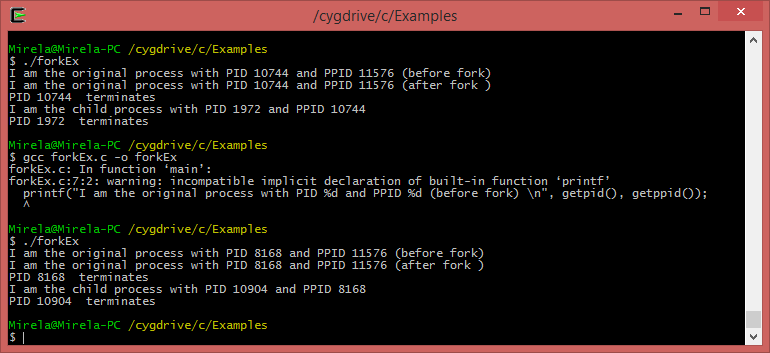 /cygdrive/c/Examples
Mirela@Mirela-PC /cygdrive/c/Examples
$ ./forkEx
I am the original process with PID 10744 and PPID 11576 (before fork)
I am the original process with PID 10744 and PPID 11576 (after fork )
PID 10744  terminates
I am the child process with PID 1972 and PPID 10744
PID 1972  terminates
Mirela@Mirela-PC /cygdrive/c/Examples
$ gcc forkEx.c -o forkEx
forkEx.c: In function ‘main’:
forkEx.c:7:2: warning: incompatible implicit declaration of built-in function ‘printf’
  printf("I am the original process with PID %d and PPID %d (before fork) \n", getpid(), getppid());
  ^
Mirela@Mirela-PC /cygdrive/c/Examples
$ ./forkEx
I am the original process with PID 8168 and PPID 11576 (before fork)
I am the original process with PID 8168 and PPID 11576 (after fork )
PID 8168  terminates
I am the child process with PID 10904 and PPID 8168
PID 10904  terminates
Mirela@Mirela-PC /cygdrive/c/Examples
$